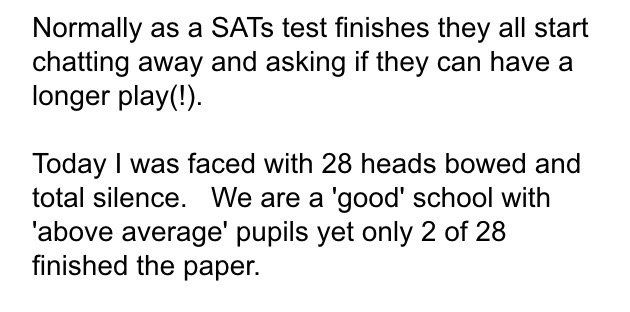 Normally as a SATs test finishes they all start
chatting away and asking if they can have a
longer play(!).
Today I was faced with 28 heads bowed and
total silence.   We are a 'good' school with
'above average' pupils yet only 2 of 28
finished the paper.